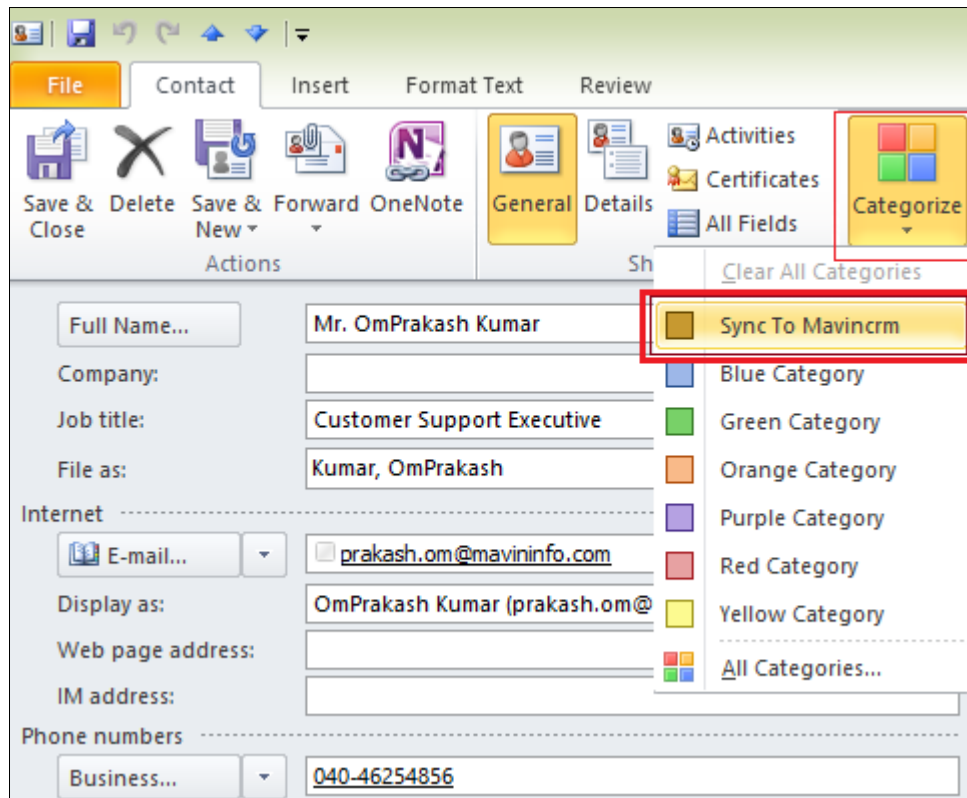 File Contact Insert Format Text Review
Save & Close Delete Save & New Forward OneNote General Details Activities Certificates All Fields Categorize
Actions Sh
Clear All Categories
Sync To Mavincrm
Blue Category
Green Category
Orange Category
Purple Category
Red Category
Yellow Category
All Categories...
Full Name... Mr. OmPrakash Kumar
Company:
Job title: Customer Support Executive
File as: Kumar, OmPrakash
Internet
E-mail... prakash.om@mavininfo.com
Display as: OmPrakash Kumar (prakash.om@
Web page address:
IM address:
Phone numbers
Business... 040-46254856